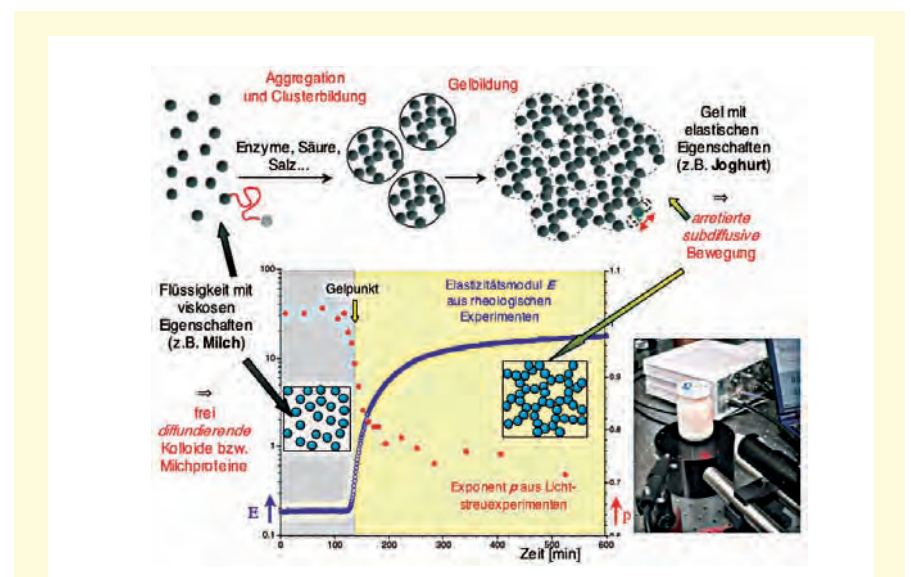 Aggregation
und Clusterbildung
Gelbildung
Enzyme, Säure,
Salz...
Gel mit
elastischen
Eigenschaften
(z.B. Joghurt)
⇒
arretierte
subdiffusive
Bewegung
Flüssigkeit mit
viskosen
Eigenschaften
(z.B. Milch)
⇒
frei
diffundierende
Kolloide bzw.
Milchproteine
Gelpunkt
Elastizitätsmodul E
aus rheologischen
Experimenten
Exponent p aus Licht-
streuexperimenten
100
10
1
0.1
E
1.1
0.9
0.8
0.7
p
0 100 200 300 400 500 600
Zeit [min]